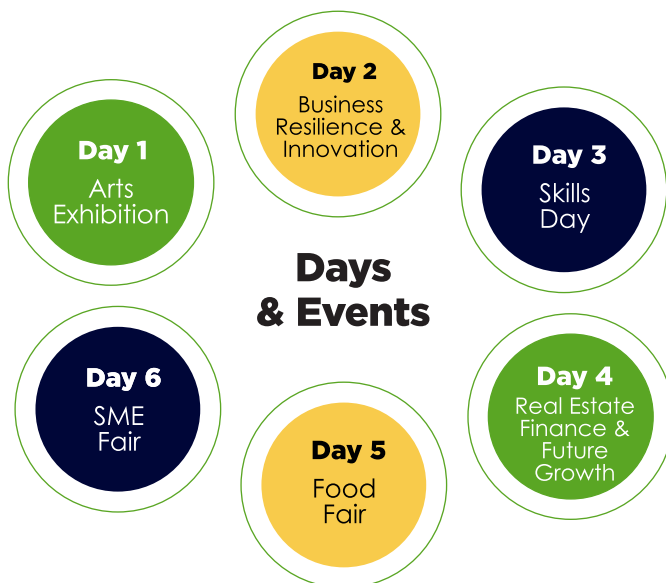 Day 1
Arts
Exhibition
Day 2
Business
Resilience &
Innovation
Day 3
Skills
Day
Days
& Events
Day 4
Real Estate
Finance &
Future
Growth
Day 5
Food
Fair
Day 6
SME
Fair